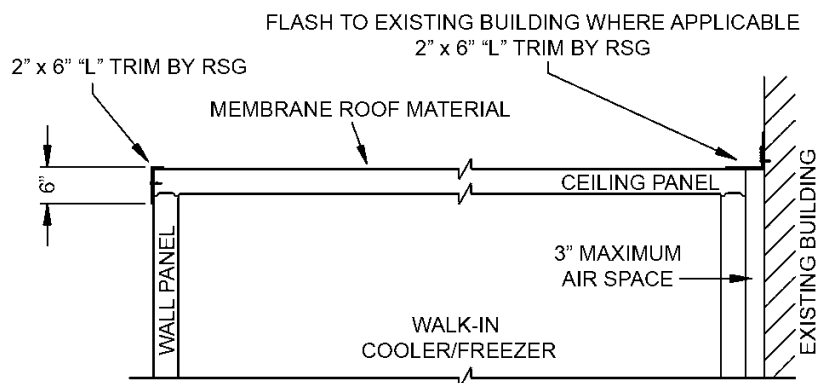 FLASH TO EXISTING BUILDING WHERE APPLICABLE
2” x 6” “L” TRIM BY RSG
2” x 6” “L” TRIM BY RSG
MEMBRANE ROOF MATERIAL
6”
CEILING PANEL
WALL PANEL
3” MAXIMUM
AIR SPACE
EXISTING BUILDING
WALK-IN
COOLER/FREEZER